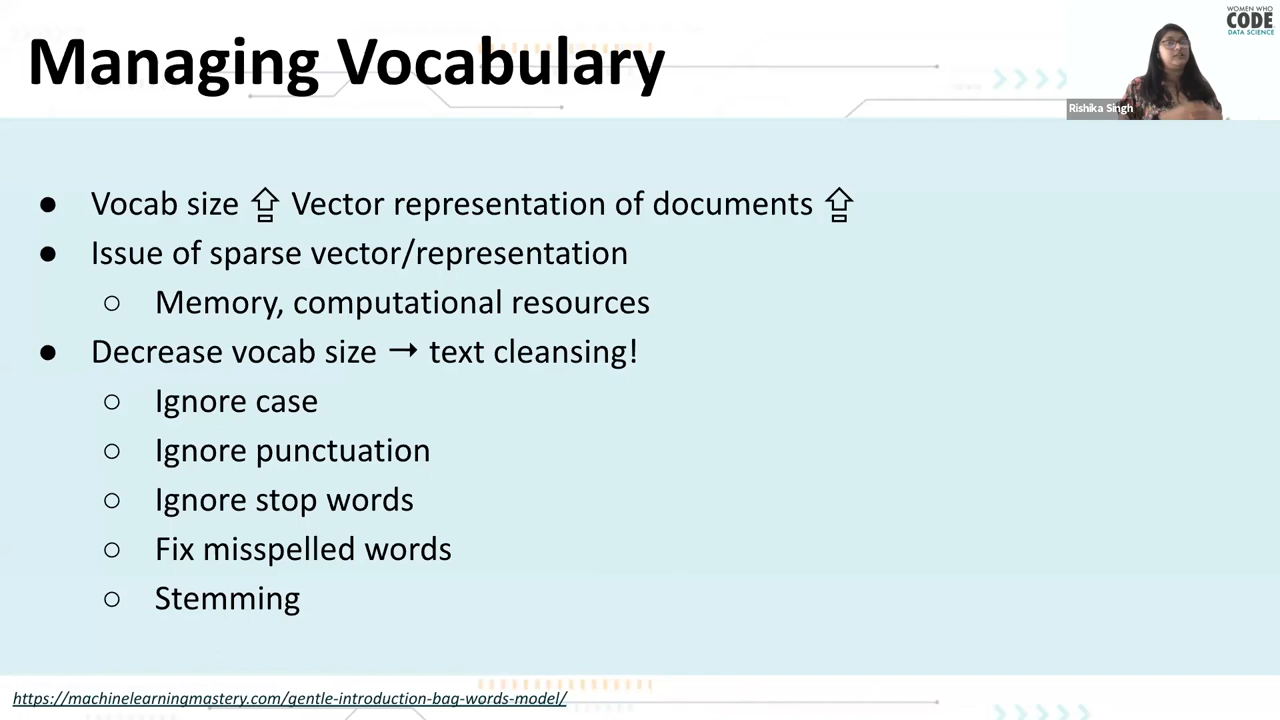 Managing Vocabulary
WOMEN WHO
CODE
DATA SCIENCE
Rishika Singh
● Vocab size ⇪ Vector representation of documents ⇪
● Issue of sparse vector/representation
○ Memory, computational resources
● Decrease vocab size → text cleansing!
○ Ignore case
○ Ignore punctuation
○ Ignore stop words
○ Fix misspelled words
○ Stemming
https://machinelearningmastery.com/gentle-introduction-bag-words-model/